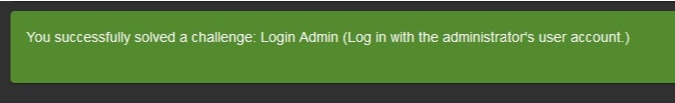 You successfully solved a challenge: Login Admin (Log in with the administrator's user account.)